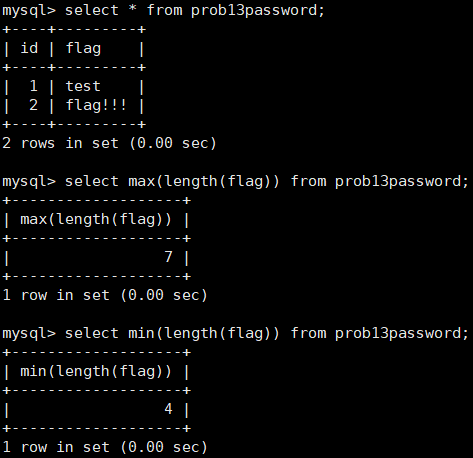 mysql> select * from prob13password;
+----+---------+
| id | flag    |
+----+---------+
|  1 | test    |
|  2 | flag!!! |
+----+---------+
2 rows in set (0.00 sec)
mysql> select max(length(flag)) from prob13password;
+-------------------+
| max(length(flag)) |
+-------------------+
|                 7 |
+-------------------+
1 row in set (0.00 sec)
mysql> select min(length(flag)) from prob13password;
+-------------------+
| min(length(flag)) |
+-------------------+
|                 4 |
+-------------------+
1 row in set (0.00 sec)